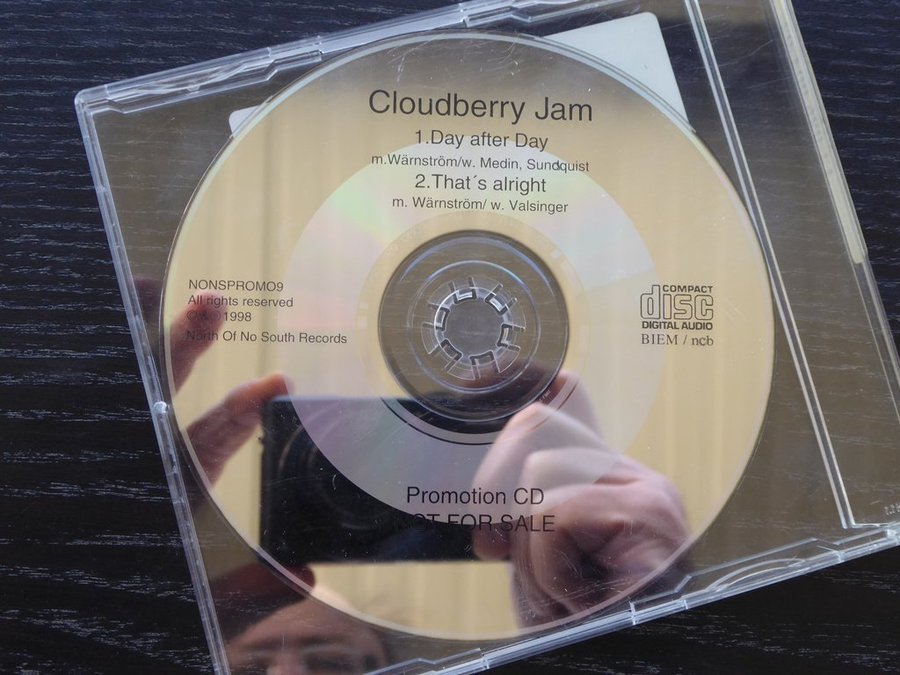 Cloudberry Jam
1.Day after Day
m.Wärnström/w. Medin, Sundquist
2.That´s alright
m. Wärnström/ w. Valsinger
NONSPROMO9
All rights reserved
© & ℗ 1998
North Of No South Records
COMPACT
disc
DIGITAL AUDIO
BIEM / ncb
Promotion CD
NOT FOR SALE